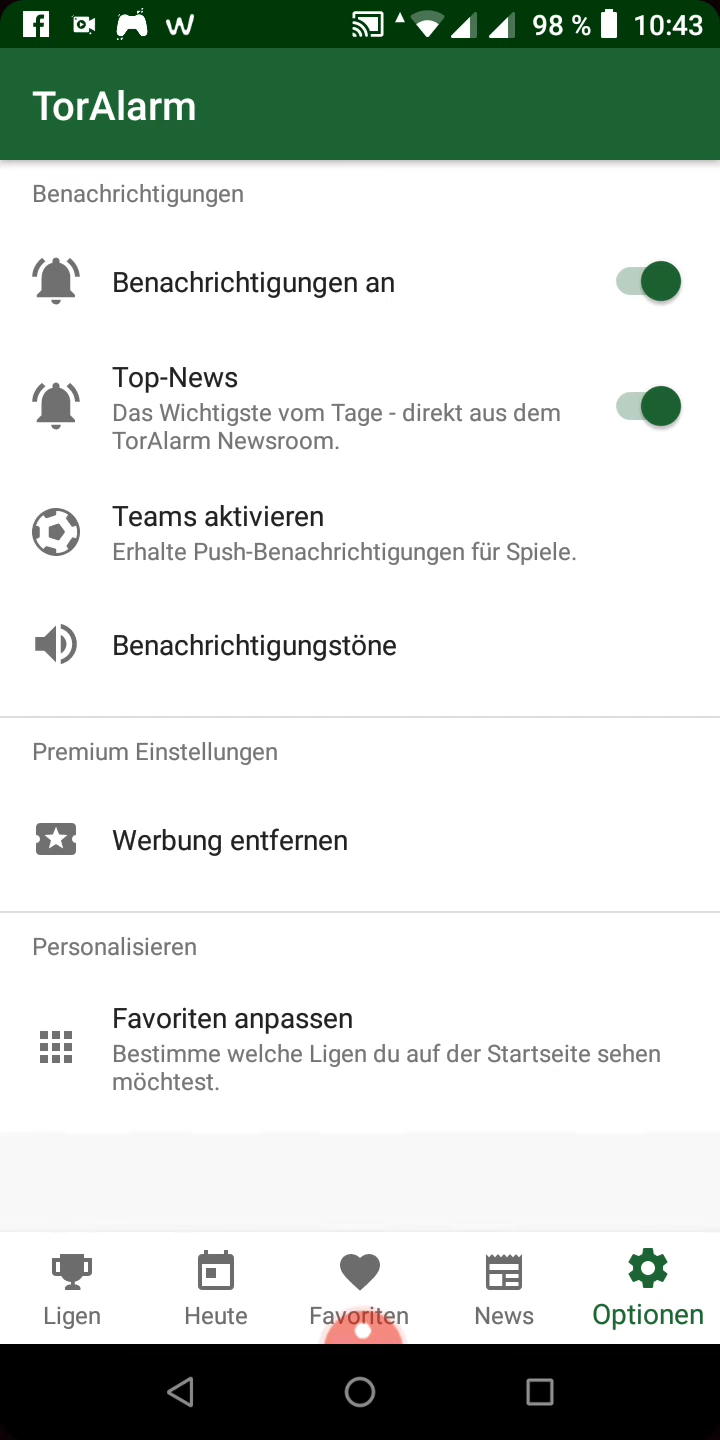 98 % 10:43
TorAlarm
Benachrichtigungen
Benachrichtigungen an
Top-News
Das Wichtigste vom Tage - direkt aus dem
TorAlarm Newsroom.
Teams aktivieren
Erhalte Push-Benachrichtigungen für Spiele.
Benachrichtigungstöne
Premium Einstellungen
Werbung entfernen
Personalisieren
Favoriten anpassen
Bestimme welche Ligen du auf der Startseite sehen
möchtest.
Ligen Heute Favoriten News Optionen